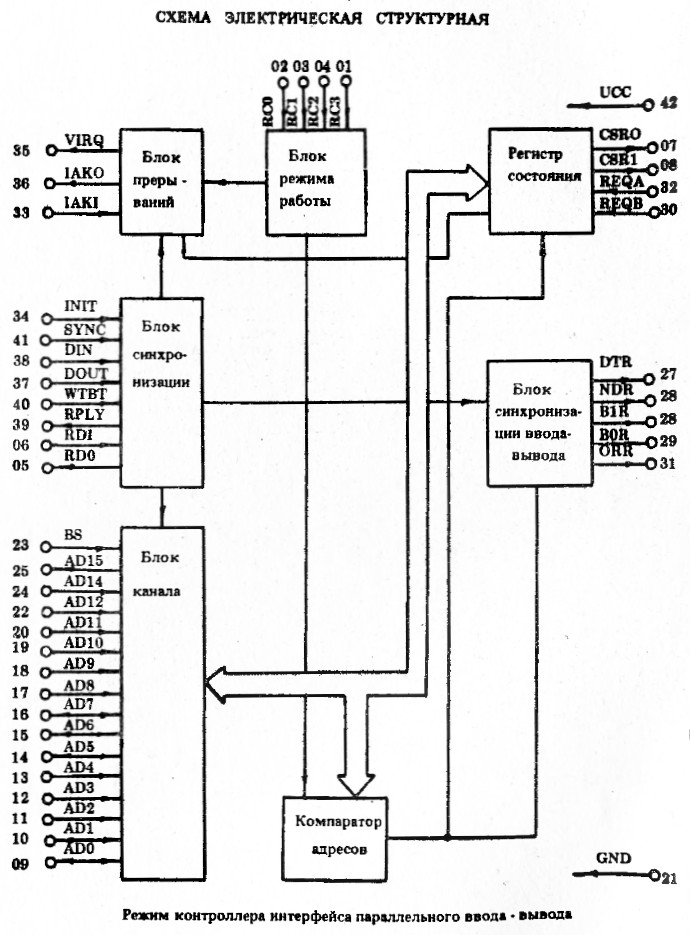 СХЕМА ЭЛЕКТРИЧЕСКАЯ СТРУКТУРНАЯ
02 03 04 01
RC0 RC1 RC2 RC3
UCC 42
35 VIRQ
36 IAKO
33 IAKI
Блок
преры-
ваний
Блок
режима
работы
Регистр
состояния
CSRO 07
CSR1 08
REQA 32
REQB 30
34 INIT
41 SYNC
38 DIN
37 DOUT
40 WTBT
39 RPLY
06 RD1
05 RD0
Блок
синхро-
низации
Блок
синхрониза-
ции ввода-
вывода
DTR 27
NDR 28
B1R 28
B0R 29
ORR 31
23 BS
25 AD15
24 AD14
22 AD12
20 AD11
19 AD10
18 AD9
17 AD8
16 AD7
15 AD6
14 AD5
13 AD4
12 AD3
11 AD2
10 AD1
09 AD0
Блок
канала
Компаратор
адресов
GND 21
Режим контроллера интерфейса параллельного ввода - вывода